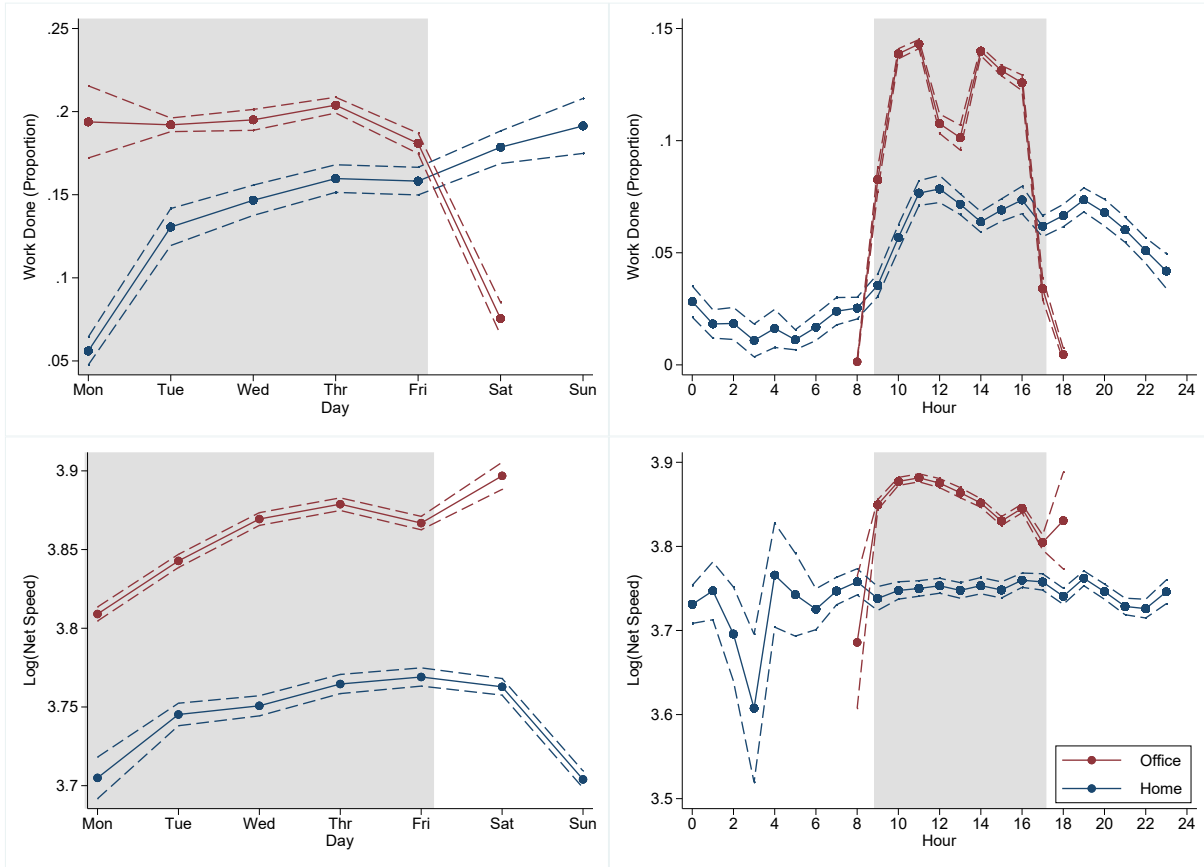 Work Done (Proportion)
.25
.2
.15
.1
.05
Mon Tue Wed Thr Fri Sat Sun
Day
Work Done (Proportion)
.15
.1
.05
0
0 2 4 6 8 10 12 14 16 18 20 22 24
Hour
Log(Net Speed)
3.9
3.85
3.8
3.75
3.7
Mon Tue Wed Thr Fri Sat Sun
Day
Log(Net Speed)
3.9
3.8
3.7
3.6
3.5
0 2 4 6 8 10 12 14 16 18 20 22 24
Hour
Office
Home